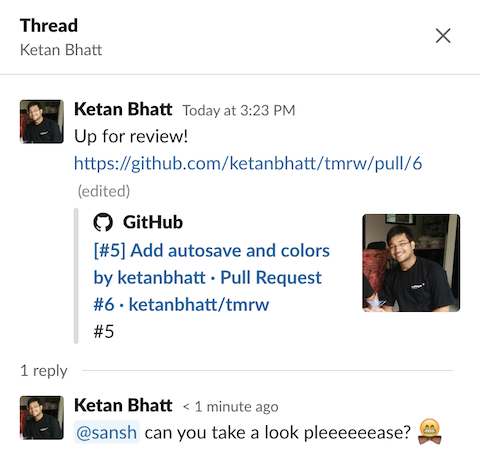 Thread
Ketan Bhatt
Ketan Bhatt Today at 3:23 PM
Up for review!
https://github.com/ketanbhatt/tmrw/pull/6
(edited)
GitHub
[#5] Add autosave and colors
by ketanbhatt · Pull Request
#6 · ketanbhatt/tmrw
#5
1 reply
Ketan Bhatt < 1 minute ago
@sansh can you take a look pleeeeeease?